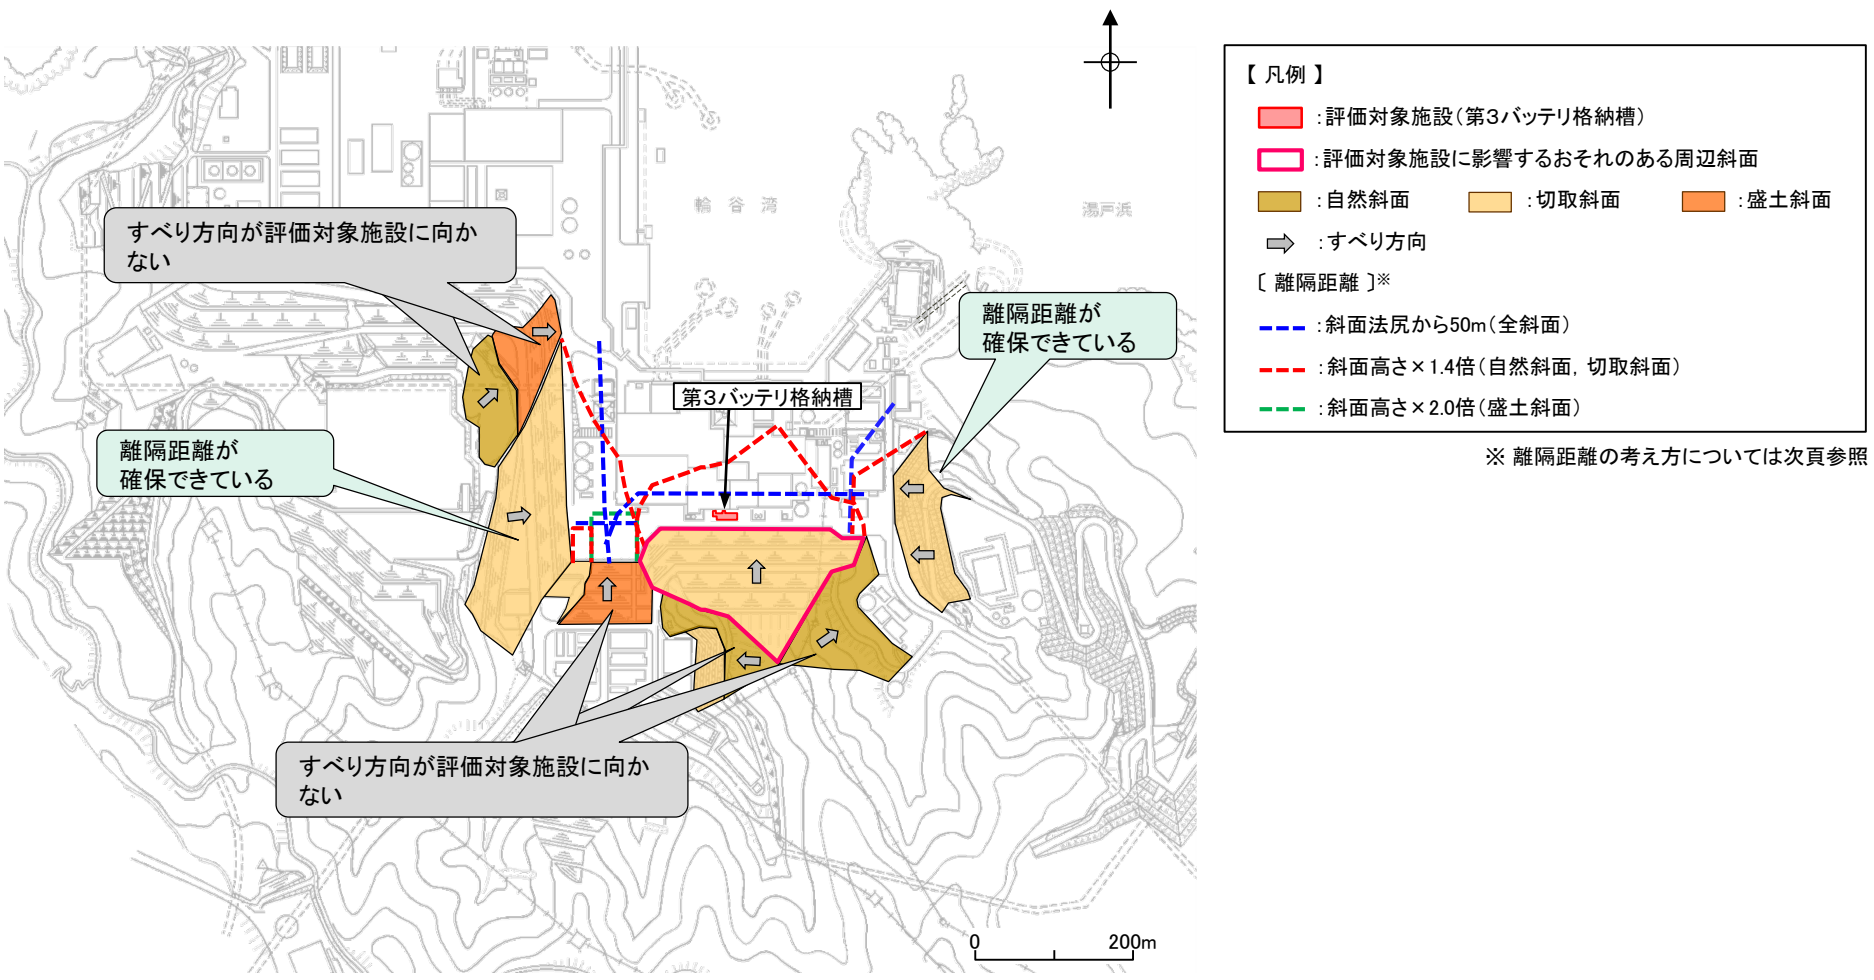 【 凡例 】
：評価対象施設（第３バッテリ格納槽）
：評価対象施設に影響するおそれのある周辺斜面
：自然斜面
：切取斜面
：盛土斜面
：すべり方向
〔 離隔距離 〕※
：斜面法尻から50m（全斜面）
：斜面高さ×1.4倍（自然斜面，切取斜面）
：斜面高さ×2.0倍（盛土斜面）
※ 離隔距離の考え方については次頁参照
輪谷湾
湯戸浜
すべり方向が評価対象施設に向か
ない
離隔距離が
確保できている
第３バッテリ格納槽
離隔距離が
確保できている
すべり方向が評価対象施設に向か
ない
0
200m